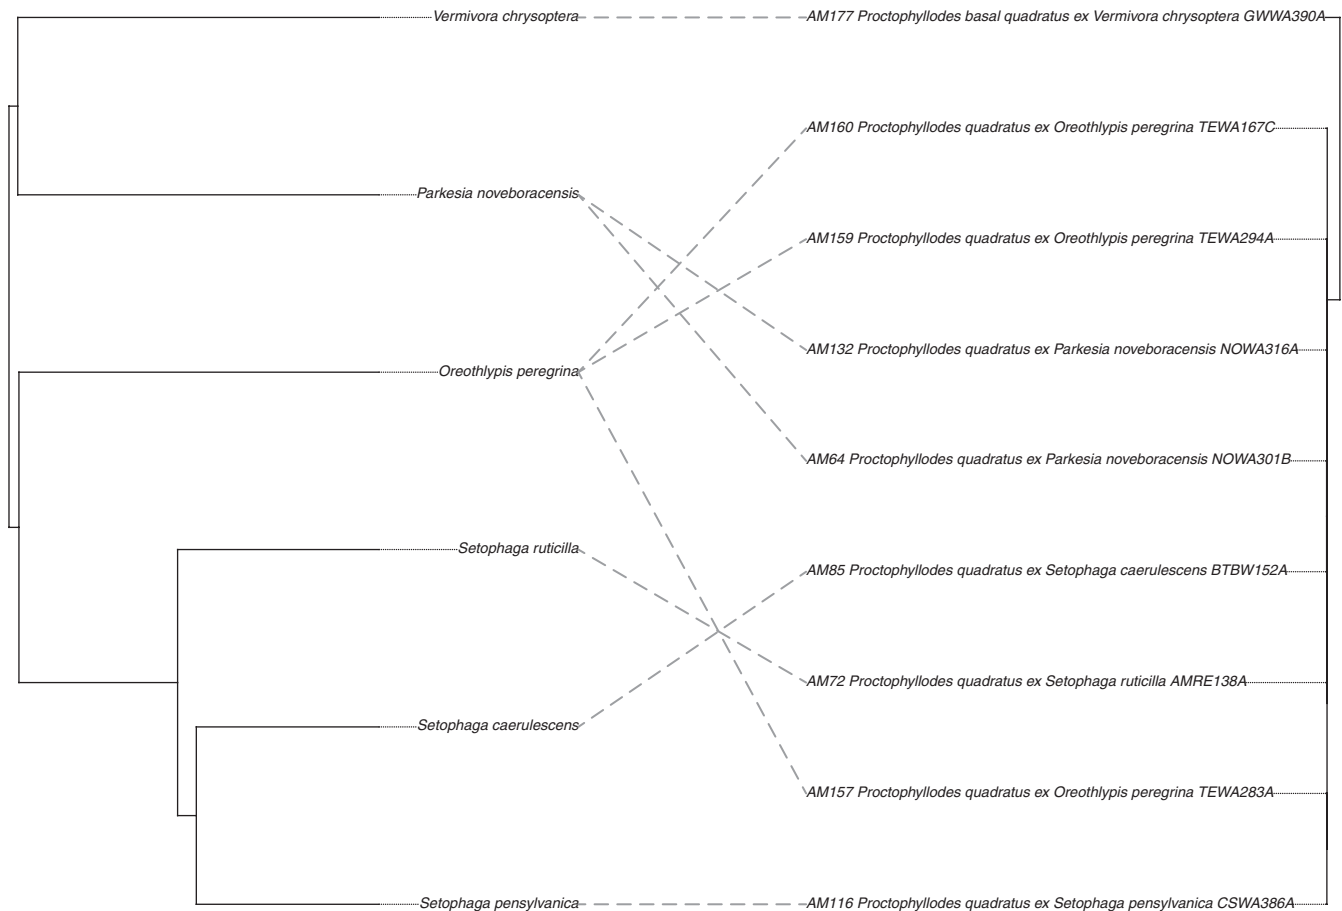 Vermivora chrysoptera
AM177 Proctophyllodes basal quadratus ex Vermivora chrysoptera GWWA390A
AM160 Proctophyllodes quadratus ex Oreothlypis peregrina TEWA167C
Parkesia noveboracensis
AM159 Proctophyllodes quadratus ex Oreothlypis peregrina TEWA294A
AM132 Proctophyllodes quadratus ex Parkesia noveboracensis NOWA316A
Oreothlypis peregrina
AM64 Proctophyllodes quadratus ex Parkesia noveboracensis NOWA301B
Setophaga ruticilla
AM85 Proctophyllodes quadratus ex Setophaga caerulescens BTBW152A
AM72 Proctophyllodes quadratus ex Setophaga ruticilla AMRE138A
Setophaga caerulescens
AM157 Proctophyllodes quadratus ex Oreothlypis peregrina TEWA283A
Setophaga pensylvanica
AM116 Proctophyllodes quadratus ex Setophaga pensylvanica CSWA386A